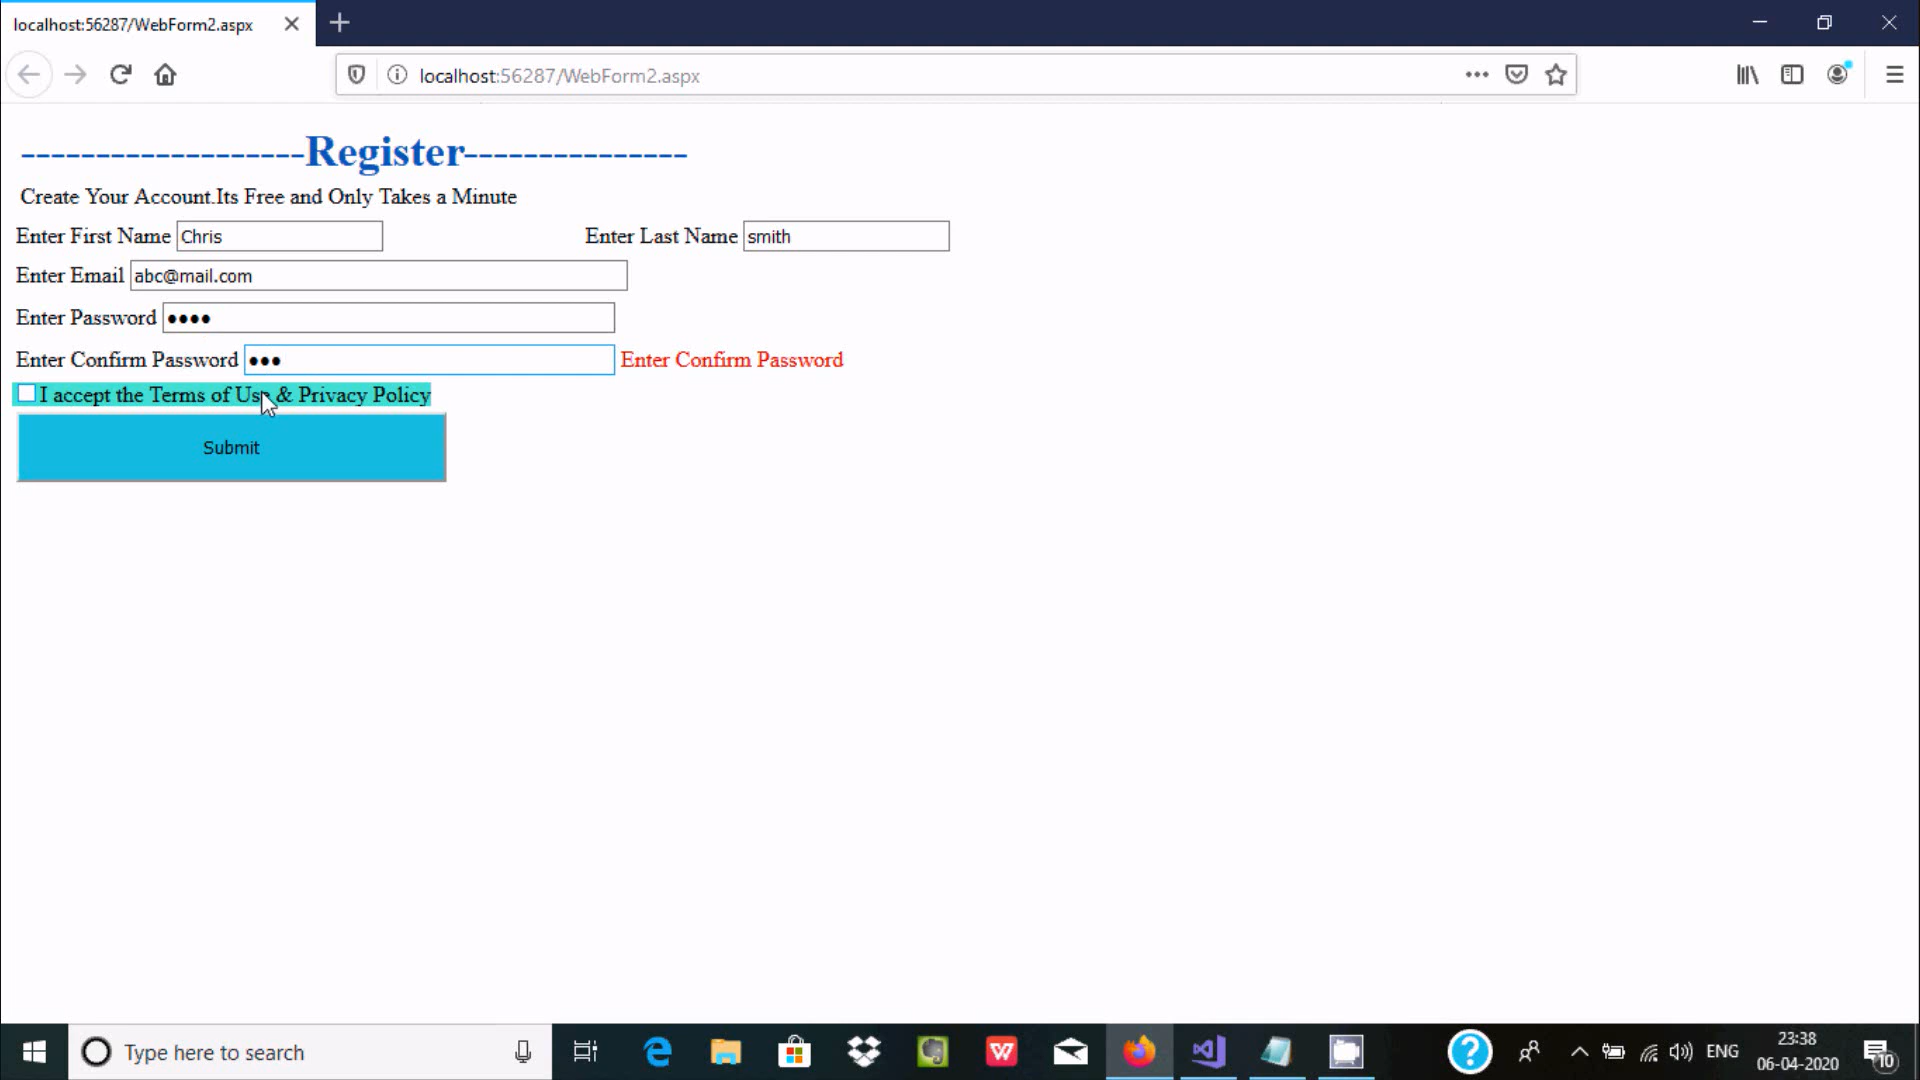 localhost:56287/WebForm2.aspx
localhost:56287/WebForm2.aspx
-------------------Register---------------
Create Your Account.Its Free and Only Takes a Minute
Enter First Name Chris Enter Last Name smith
Enter Email abc@mail.com
Enter Password ••••
Enter Confirm Password ••• Enter Confirm Password
I accept the Terms of Use & Privacy Policy
Submit
Type here to search
ENG
23:38
06-04-2020
10